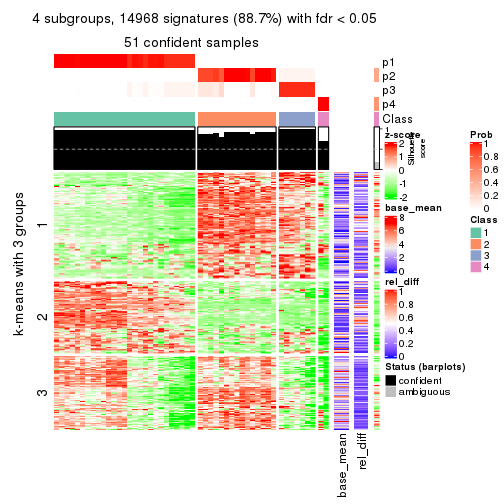 4 subgroups, 14968 signatures (88.7%) with fdr < 0.05
51 confident samples
p1
p2
p3
p4
Class
1
Silhouette
score
k-means with 3 groups
1
2
3
base_mean
rel_diff
z-score
2
1
0
-1
-2
base_mean
8
6
4
2
0
rel_diff
1
0.8
0.6
0.4
0.2
0
Status (barplots)
confident
ambiguous
Prob
1
0.8
0.6
0.4
0.2
0
Class
1
2
3
4